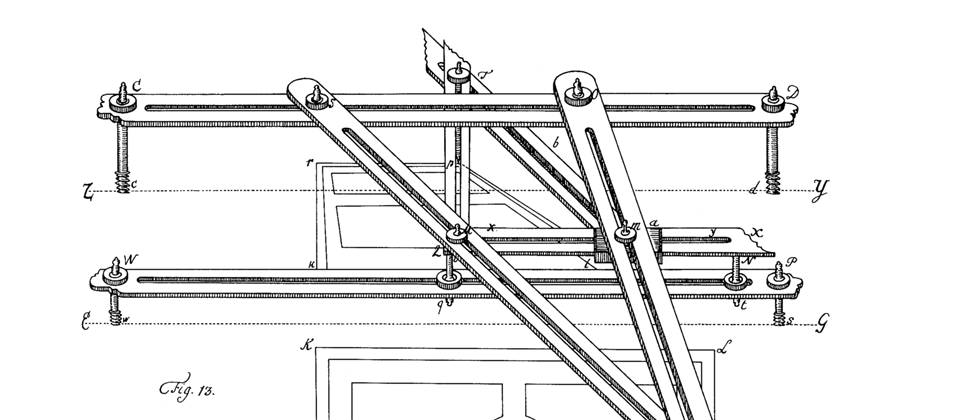 T
C D
b
r p
Z c d Y
x m a y x
L
k l
W N P
q t
E w s G
K L
Fig. 13.